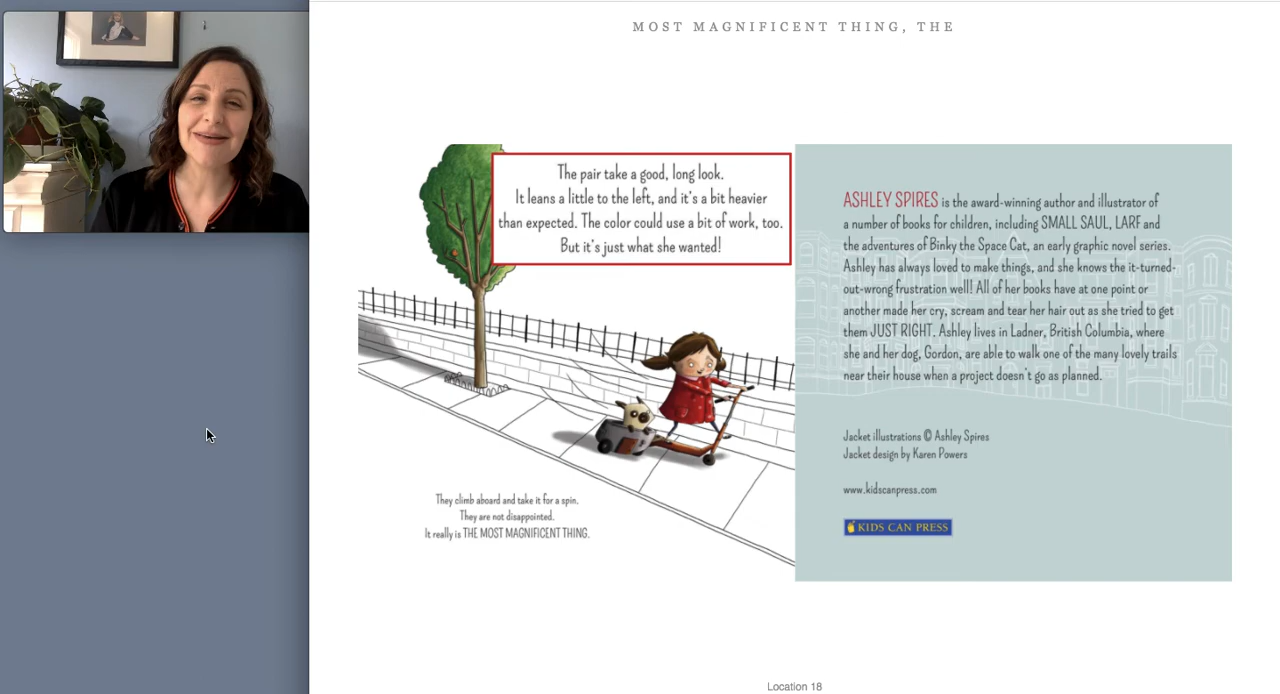 MOST MAGNIFICENT THING, THE
The pair take a good, long look.
It leans a little to the left, and it's a bit heavier
than expected. The color could use a bit of work, too.
But it's just what she wanted!
They climb aboard and take it for a spin.
They are not disappointed.
It really is THE MOST MAGNIFICENT THING.
ASHLEY SPIRES is the award-winning author and illustrator of
a number of books for children, including SMALL SAUL, LARF and
the adventures of Binky the Space Cat, an early graphic novel series.
Ashley has always loved to make things, and she knows the it-turned-
out-wrong frustration well! All of her books have at one point or
another made her cry, scream and tear her hair out as she tried to get
them JUST RIGHT. Ashley lives in Ladner, British Columbia, where
she and her dog, Gordon, are able to walk one of the many lovely trails
near their house when a project doesn't go as planned.
Jacket illustrations © Ashley Spires
Jacket design by Karen Powers
www.kidscanpress.com
KIDS CAN PRESS
Location 18